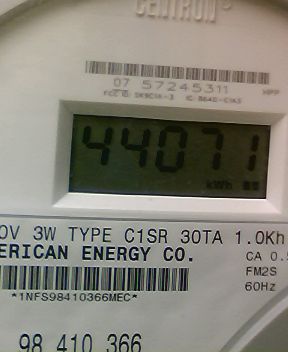 CENTRON®
07 57245311
44071
kWh
0V 3W TYPE C1SR 30TA 1.0Kh
ERICAN ENERGY CO.
CA 0.5
FM2S
*1NFS98410366MEC*
60Hz
98 410 366